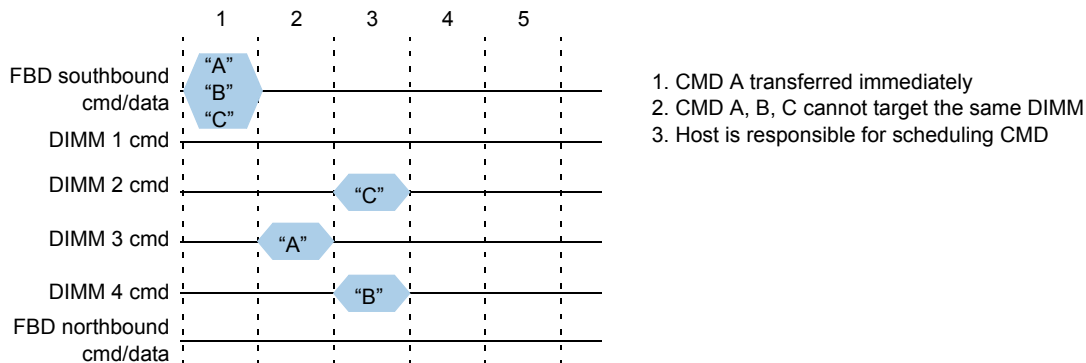 1 2 3 4 5
FBD southbound
cmd/data
“A”
“B”
“C”
DIMM 1 cmd
DIMM 2 cmd
“C”
DIMM 3 cmd
“A”
DIMM 4 cmd
“B”
FBD northbound
cmd/data
1. CMD A transferred immediately
2. CMD A, B, C cannot target the same DIMM
3. Host is responsible for scheduling CMD